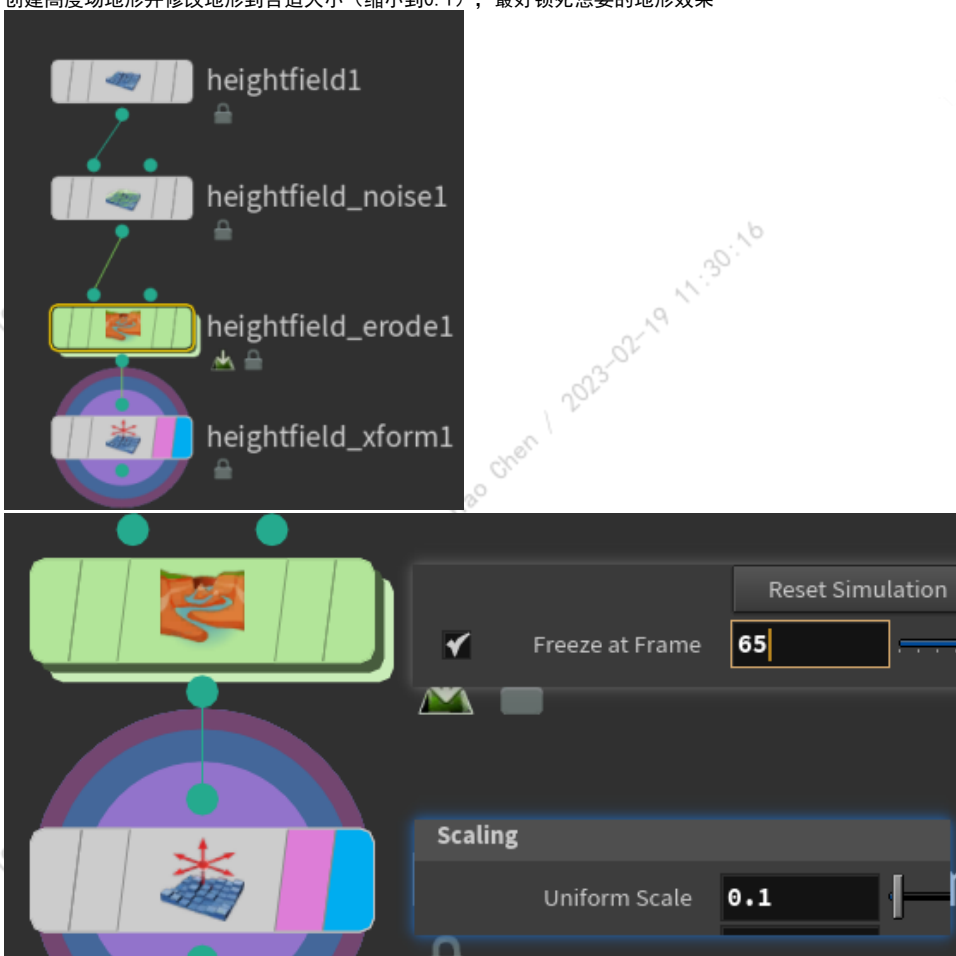 创建高度场地形并修改地形到合适大小（缩小到0.1），最好锁死想要的地形效果
heightfield1
heightfield_noise1
heightfield_erode1
heightfield_xform1
Chen / 2023-02-19 11:30:16
Reset Simulation
Freeze at Frame 65
Scaling
Uniform Scale 0.1